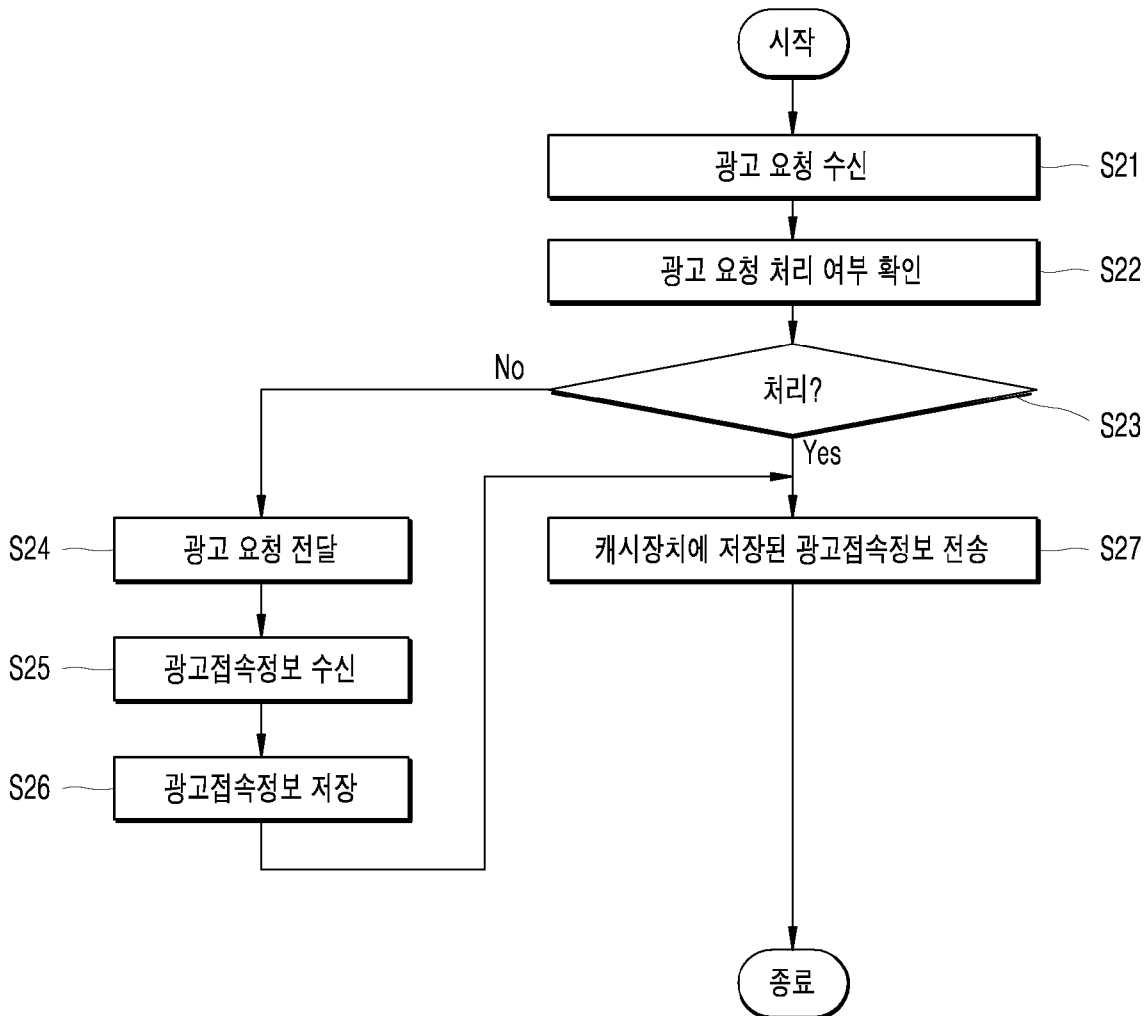 시작
광고 요청 수신
S21
광고 요청 처리 여부 확인
S22
No
처리?
S23
Yes
S24
광고 요청 전달
캐시장치에 저장된 광고접속정보 전송
S27
S25
광고접속정보 수신
S26
광고접속정보 저장
종료